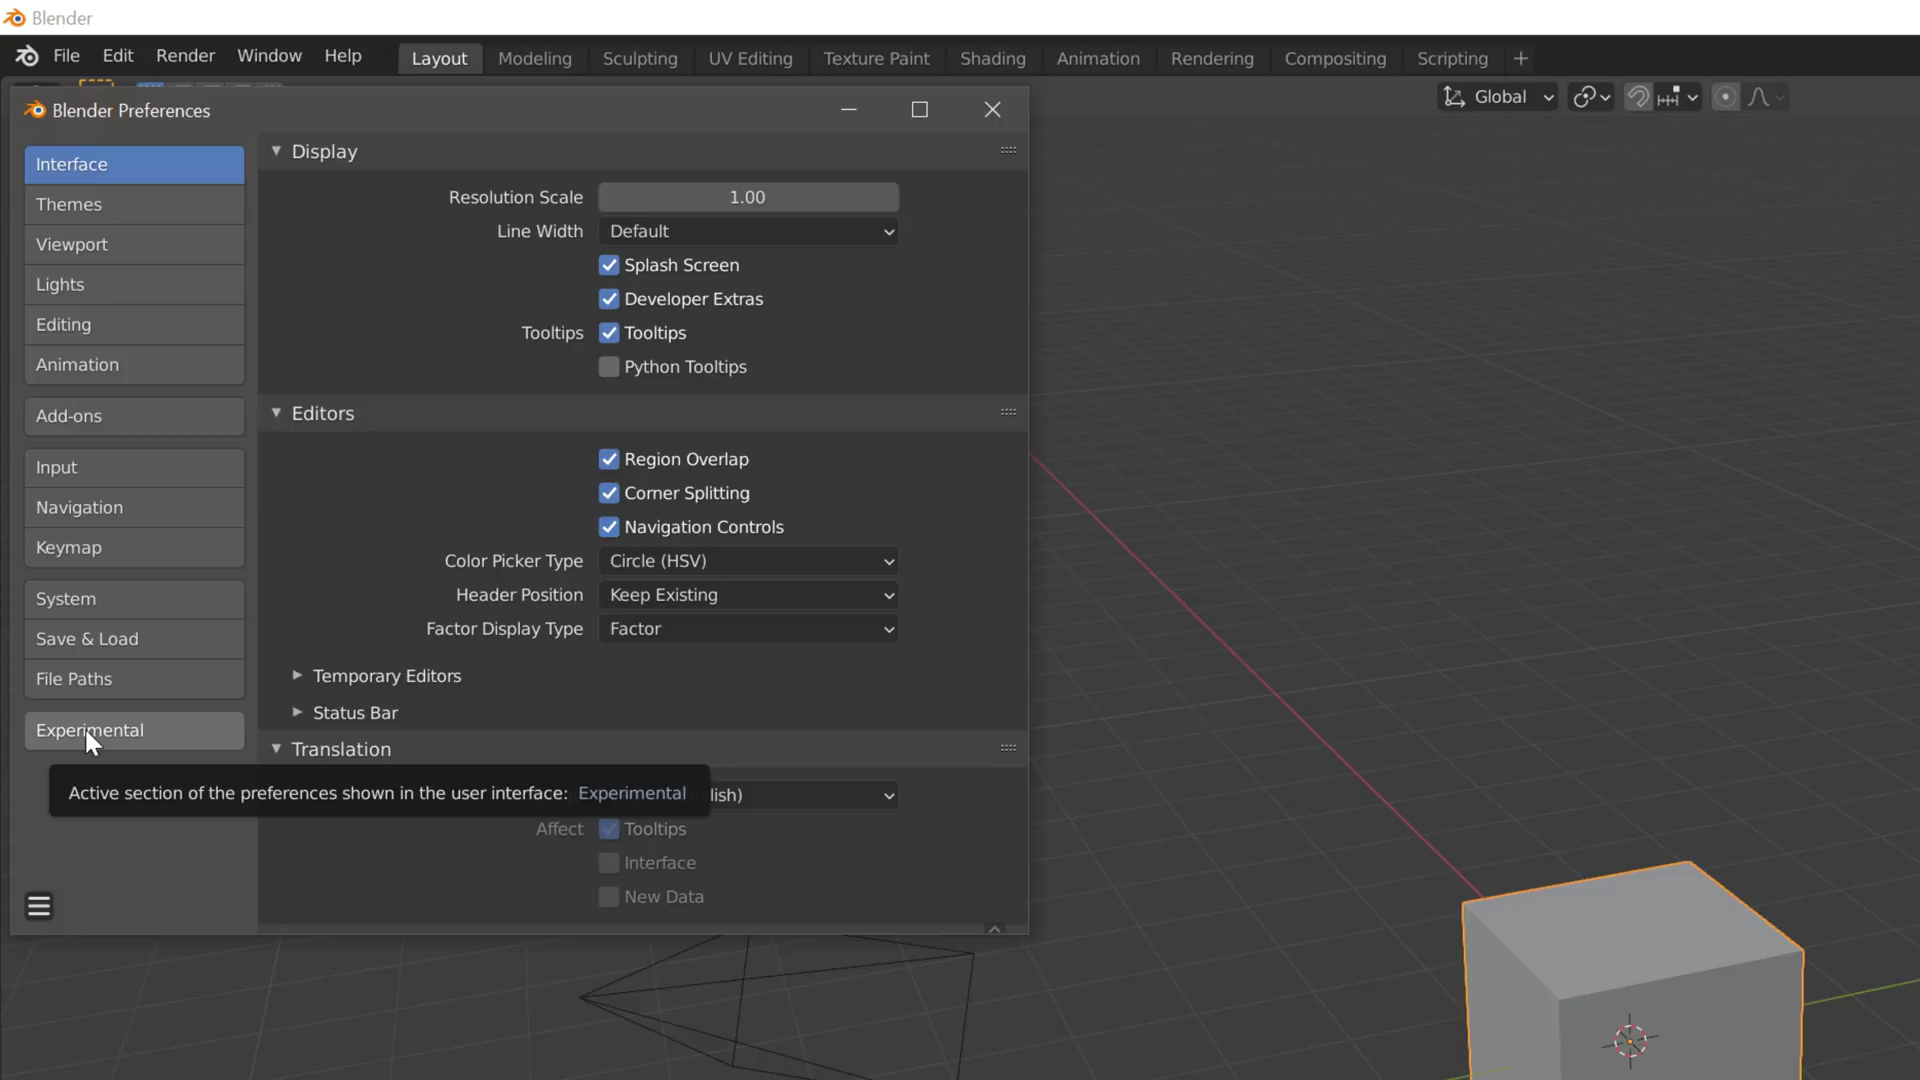 Blender
File Edit Render Window Help Layout Modeling Sculpting UV Editing Texture Paint Shading Animation Rendering Compositing Scripting +
Global
Blender Preferences
Interface
Themes
Viewport
Lights
Editing
Animation
Add-ons
Input
Navigation
Keymap
System
Save & Load
File Paths
Experimental
Display
Resolution Scale 1.00
Line Width Default
Splash Screen
Developer Extras
Tooltips Tooltips
Python Tooltips
Editors
Region Overlap
Corner Splitting
Navigation Controls
Color Picker Type Circle (HSV)
Header Position Keep Existing
Factor Display Type Factor
Temporary Editors
Status Bar
Translation
Active section of the preferences shown in the user interface: Experimental
lish)
Affect Tooltips
Interface
New Data